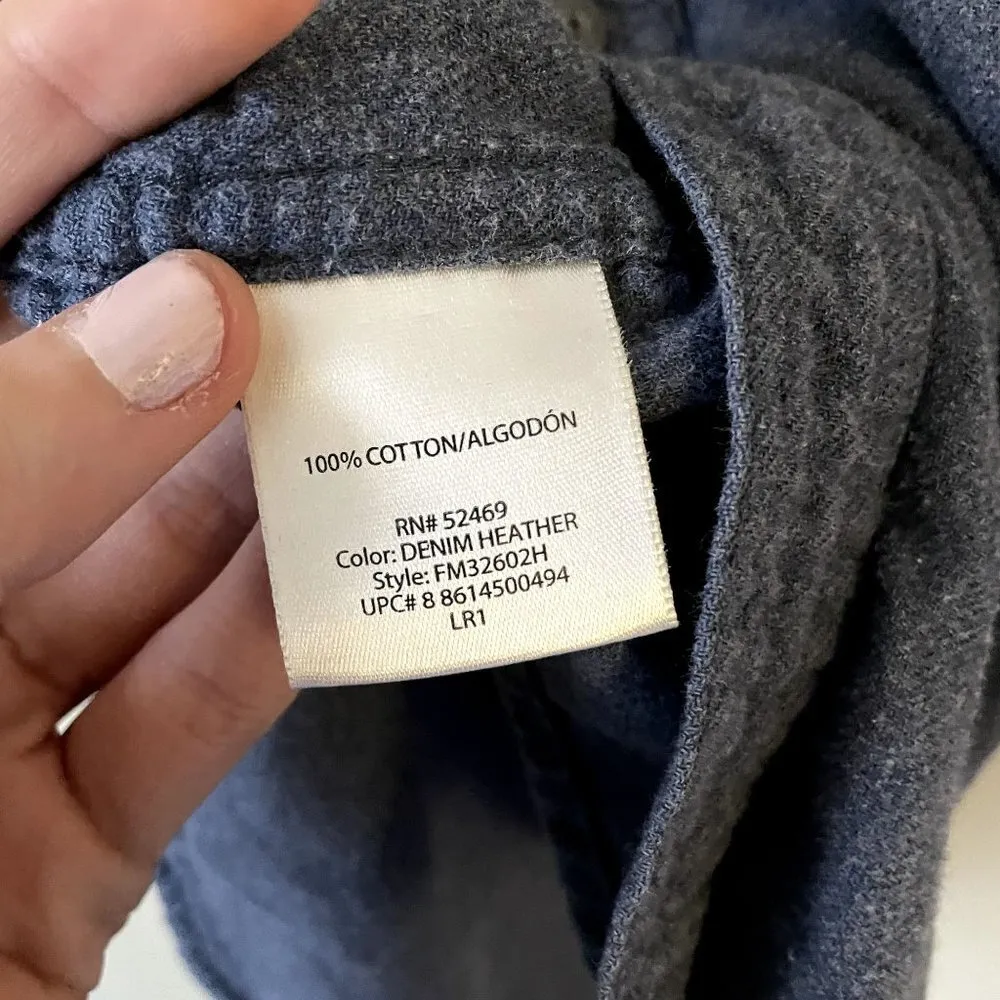 100% COTTON/ALGODÓN
RN# 52469
Color: DENIM HEATHER
Style: FM32602H
UPC# 8 8614500494
LR1